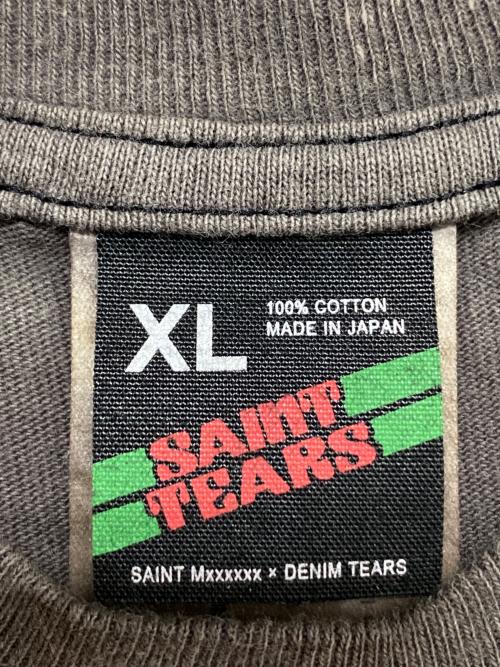 XL
100% COTTON
MADE IN JAPAN
SAINT
TEARS
SAINT Mxxxxxx × DENIM TEARS